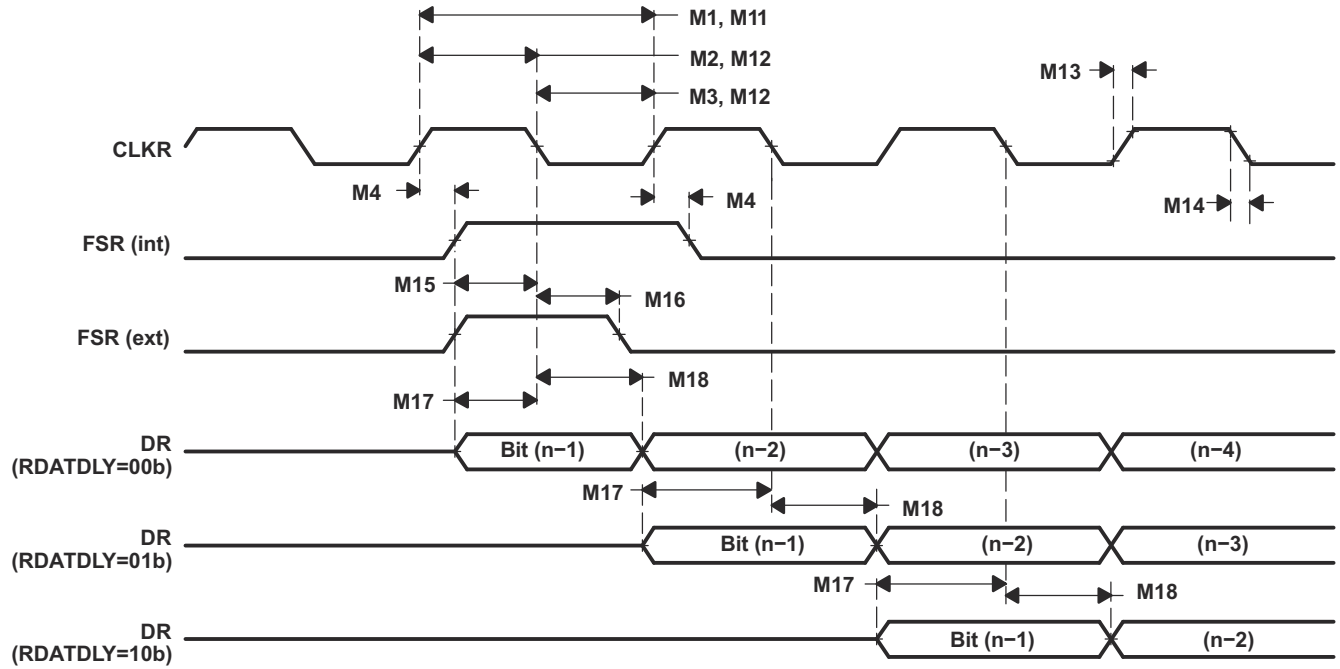 M1, M11
M2, M12
M13
M3, M12
CLKR
M4
M4
M14
FSR (int)
M15
M16
FSR (ext)
M18
M17
DR
(RDATDLY=00b)
Bit (n−1)
(n−2)
(n−3)
(n−4)
M17
M18
DR
(RDATDLY=01b)
Bit (n−1)
(n−2)
(n−3)
M17
M18
DR
(RDATDLY=10b)
Bit (n−1)
(n−2)